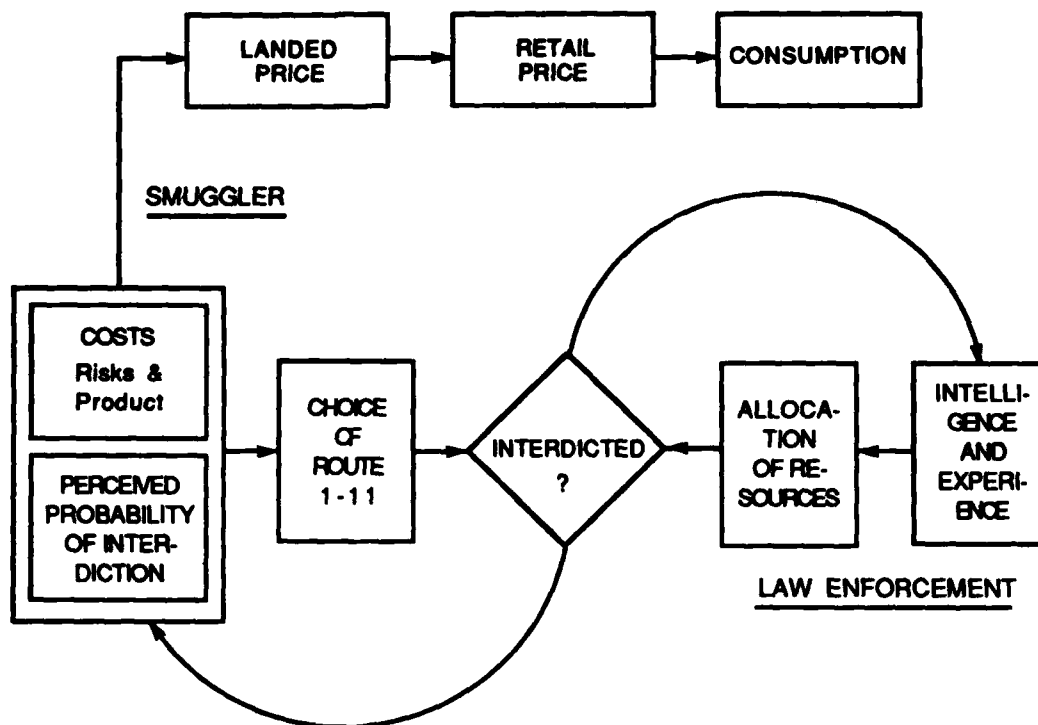 LANDED
PRICE
RETAIL
PRICE
CONSUMPTION
SMUGGLER
COSTS
Risks &
Product
PERCEIVED
PROBABILITY
OF INTER-
DICTION
CHOICE
CF
ROUTE
1-11
INTERDICTED
?
ALLOCA-
TION
OF RE-
SOURCES
INTELLI-
GENCE
AND
EXPERI-
ENCE
LAW ENFORCEMENT